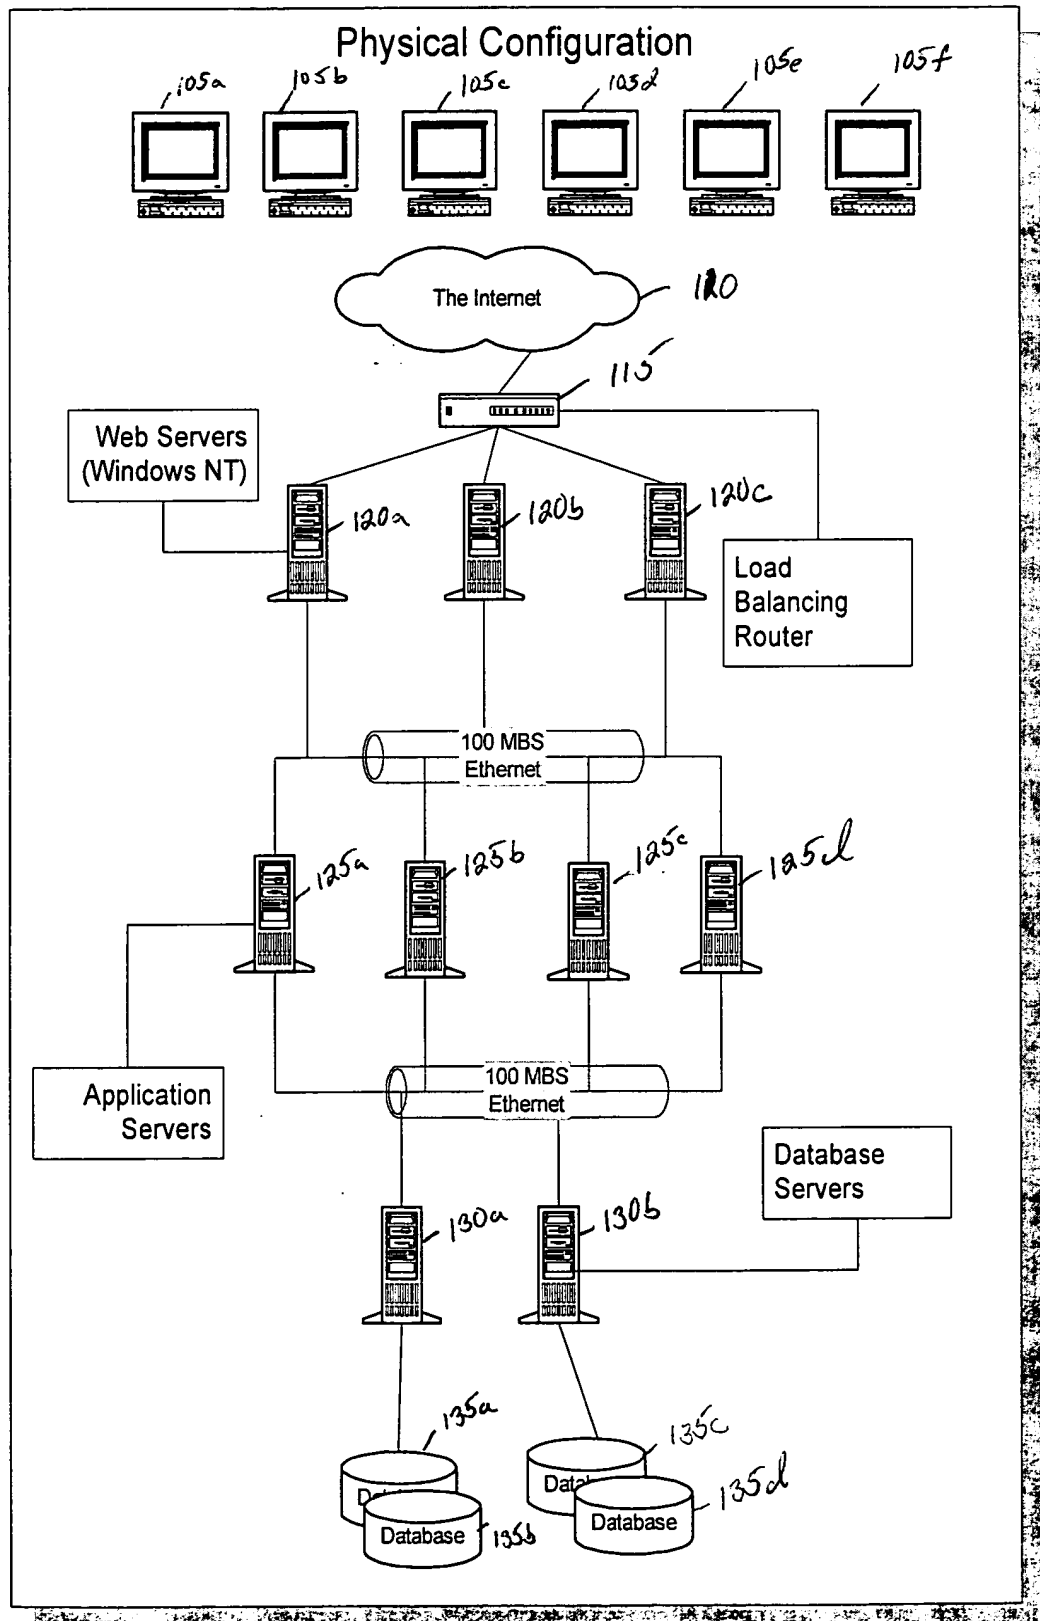 Physical Configuration
105a
105b
105c
105d
105e
105f
The Internet
110
115
Web Servers
(Windows NT)
120a
120b
120c
Load
Balancing
Router
100 MBS
Ethernet
125a
125b
125c
125d
Application
Servers
100 MBS
Ethernet
Database
Servers
130a
130b
135a
135c
Database
135b
Database
135d